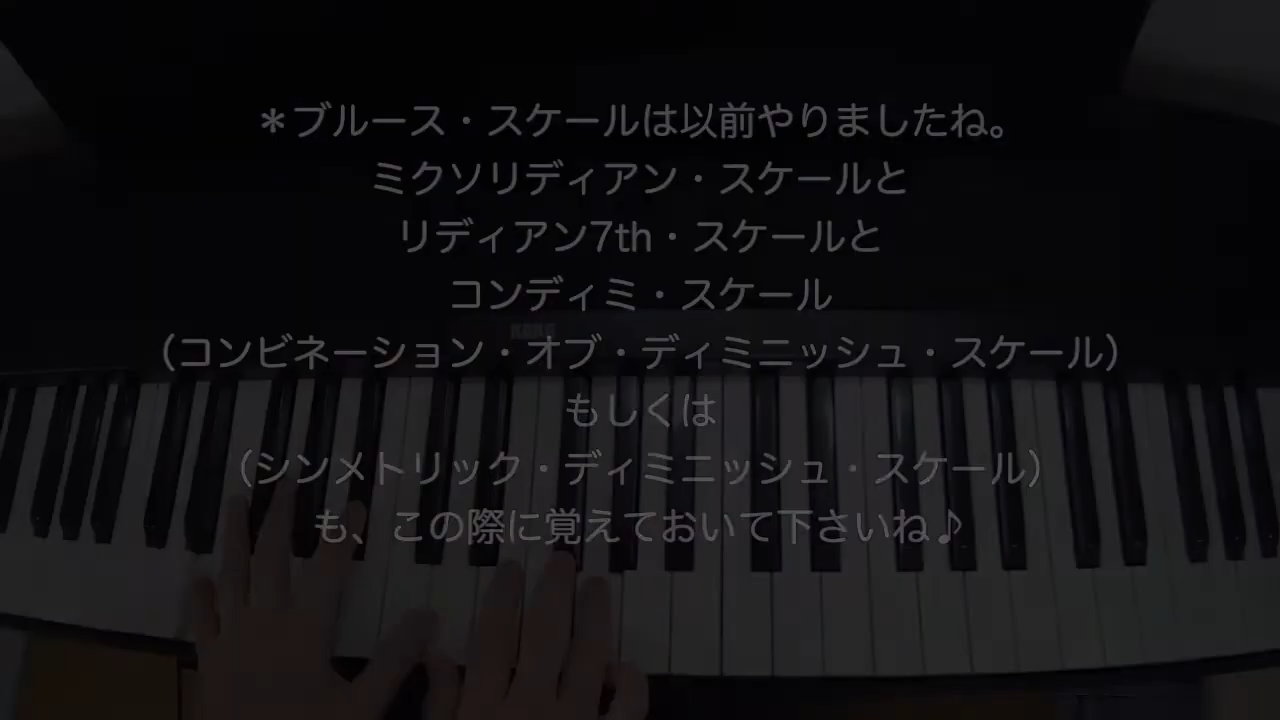 ＊ブルース・スケールは以前やりましたね。
ミクソリディアン・スケールと
リディアン7th・スケールと
コンディミ・スケール
KORG
（コンビネーション・オブ・ディミニッシュ・スケール）
もしくは
（シンメトリック・ディミニッシュ・スケール）
も、この際に覚えておいて下さいね♪